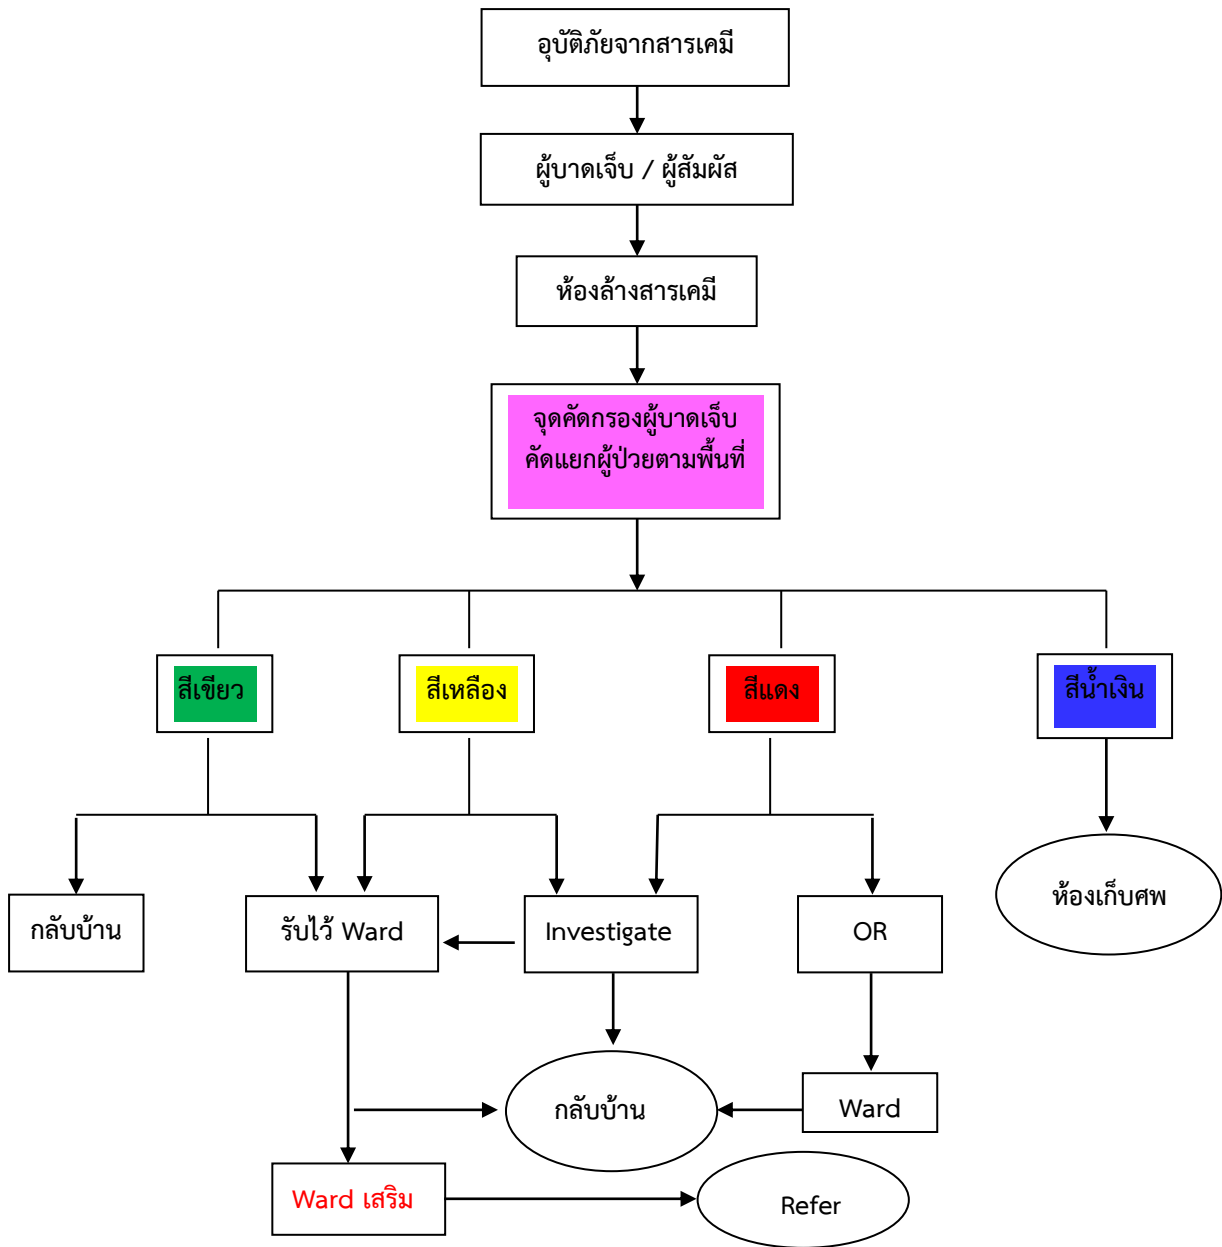 อุบัติภัยจากสารเคมี
ผู้บาดเจ็บ / ผู้สัมผัส
ห้องล้างสารเคมี
จุดคัดกรองผู้บาดเจ็บ
คัดแยกผู้ป่วยตามพื้นที่
สีเขียว
สีเหลือง
สีแดง
สีน้ำเงิน
กลับบ้าน
รับไว้ Ward
Investigate
OR
ห้องเก็บศพ
กลับบ้าน
Ward
Ward เสริม
Refer